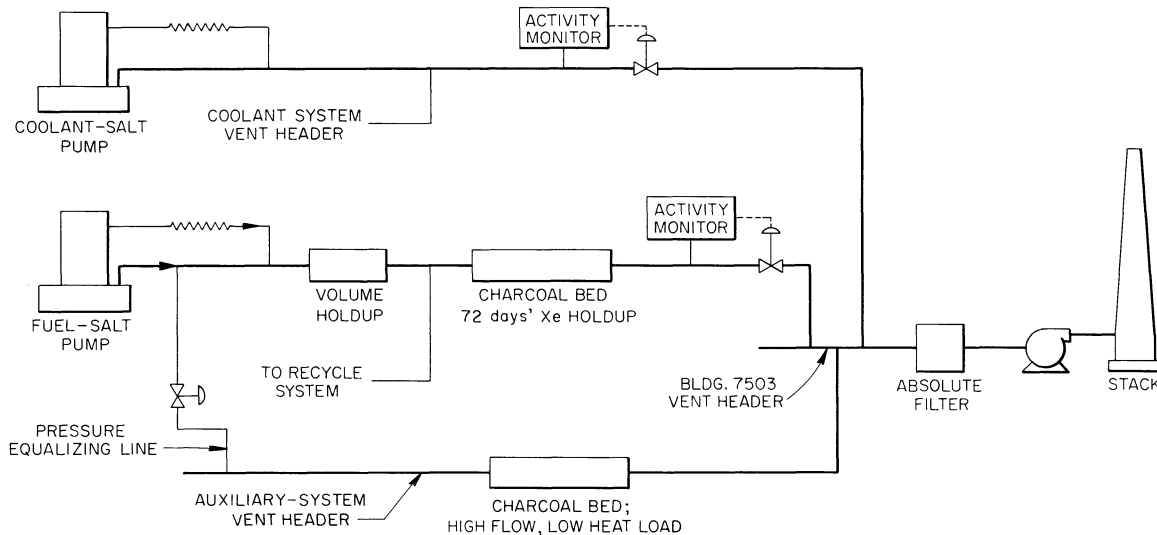 ACTIVITY
MONITOR
COOLANT SYSTEM
VENT HEADER
COOLANT-SALT
PUMP
ACTIVITY
MONITOR
VOLUME
HOLDUP
CHARCOAL BED
72 days' Xe HOLDUP
FUEL-SALT
PUMP
TO RECYCLE
SYSTEM
BLDG. 7503
VENT HEADER
ABSOLUTE
FILTER
STACK
PRESSURE
EQUALIZING LINE
AUXILIARY-SYSTEM
VENT HEADER
CHARCOAL BED;
HIGH FLOW, LOW HEAT LOAD